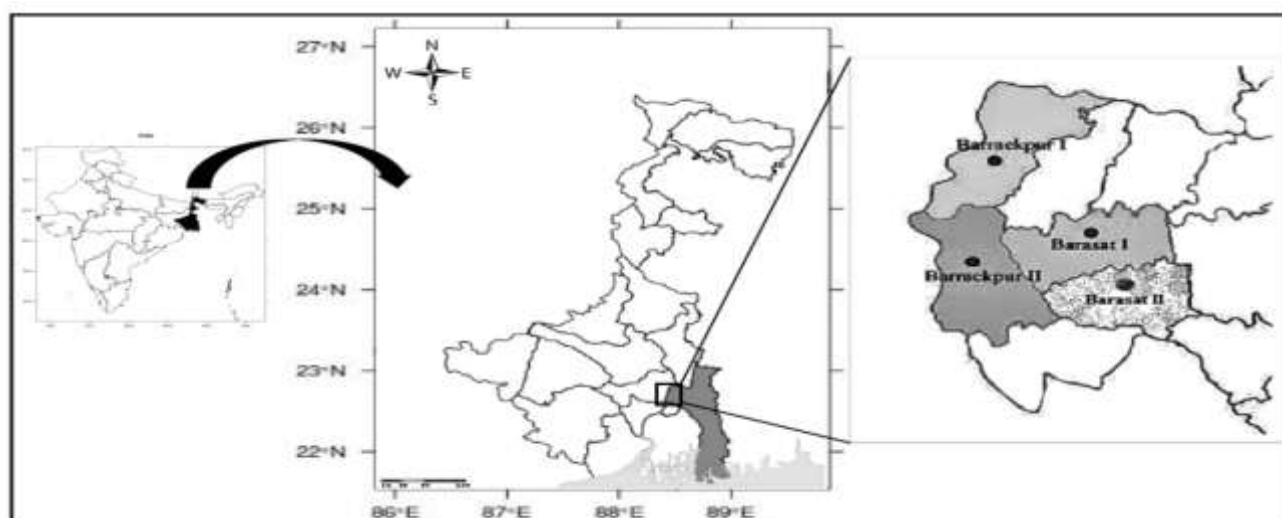 27°N
N
W E
S
26°N
25°N
24°N
23°N
22°N
86°E 87°E 88°E 89°E
Barrackpur I
Barasat I
Barrackpur II
Barasat II